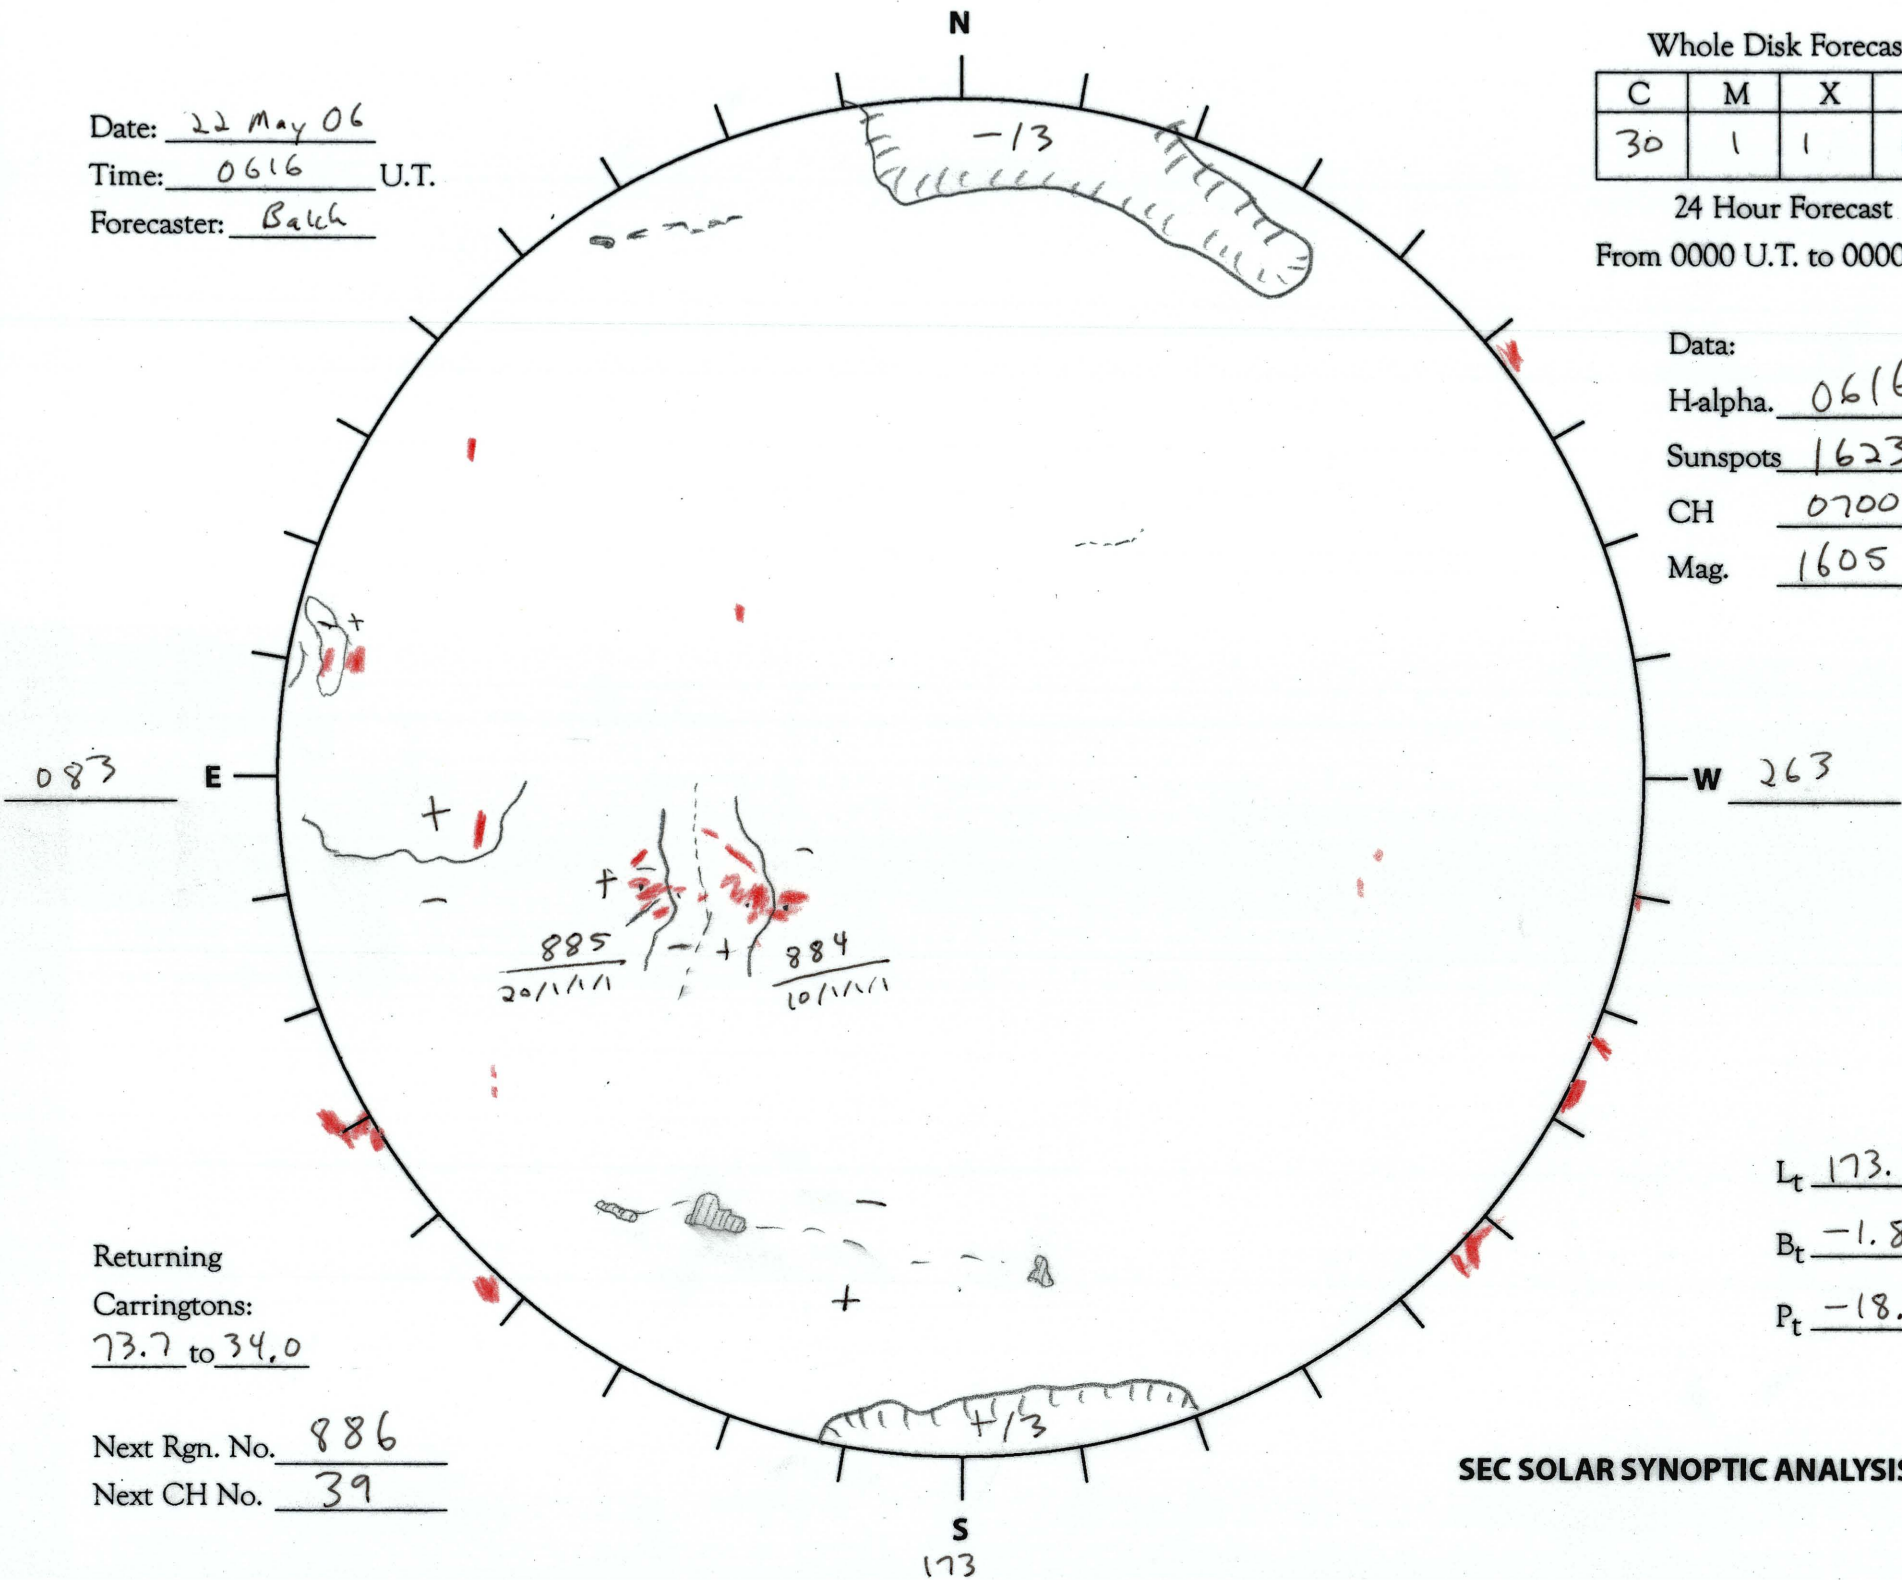 N
Whole Disk Forecas
C M X
30 1 1
24 Hour Forecast
From 0000 U.T. to 0000
Date: 22 May 06
Time: 0616 U.T.
Forecaster: Balch
-13
Data:
H-alpha. 0616
Sunspots 1623
CH 0700
Mag. 1605
- +
083 E
W 263
+
-
+ - -
885
20/1/1/1
- +
884
10/1/1/1
-
+
Lt 173.
Bt -1.8
Pt -18.
Returning
Carringtons:
73.7 to 34.0
+13
Next Rgn. No. 886
Next CH No. 39
SEC SOLAR SYNOPTIC ANALYSIS
S
173